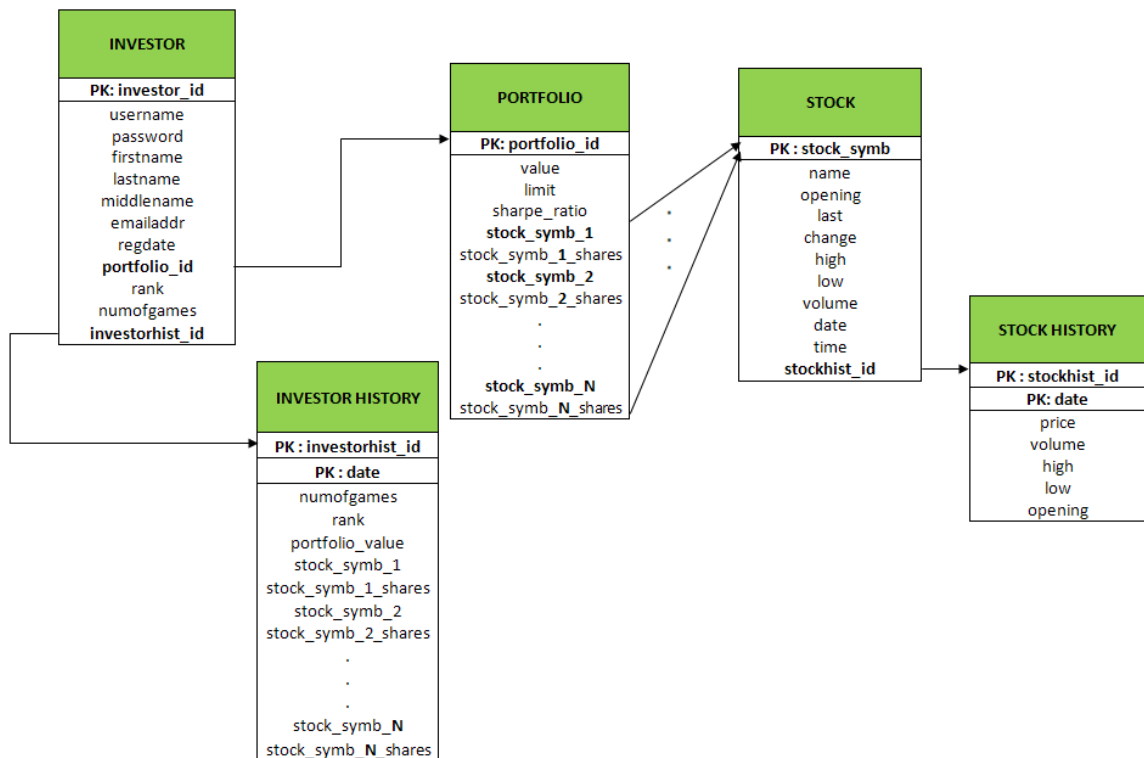 INVESTOR
PK: investor_id
username
password
firstname
lastname
middlename
emailaddr
regdate
portfolio_id
rank
numofgames
investorhist_id
PORTFOLIO
PK: portfolio_id
value
limit
sharpe_ratio
stock_symb_1
stock_symb_1_shares
stock_symb_2
stock_symb_2_shares
.
.
.
stock_symb_N
stock_symb_N_shares
.
.
.
STOCK
PK : stock_symb
name
opening
last
change
high
low
volume
date
time
stockhist_id
STOCK HISTORY
PK : stockhist_id
PK: date
price
volume
high
low
opening
INVESTOR HISTORY
PK : investorhist_id
PK : date
numofgames
rank
portfolio_value
stock_symb_1
stock_symb_1_shares
stock_symb_2
stock_symb_2_shares
.
.
.
stock_symb_N
stock_symb_N_shares